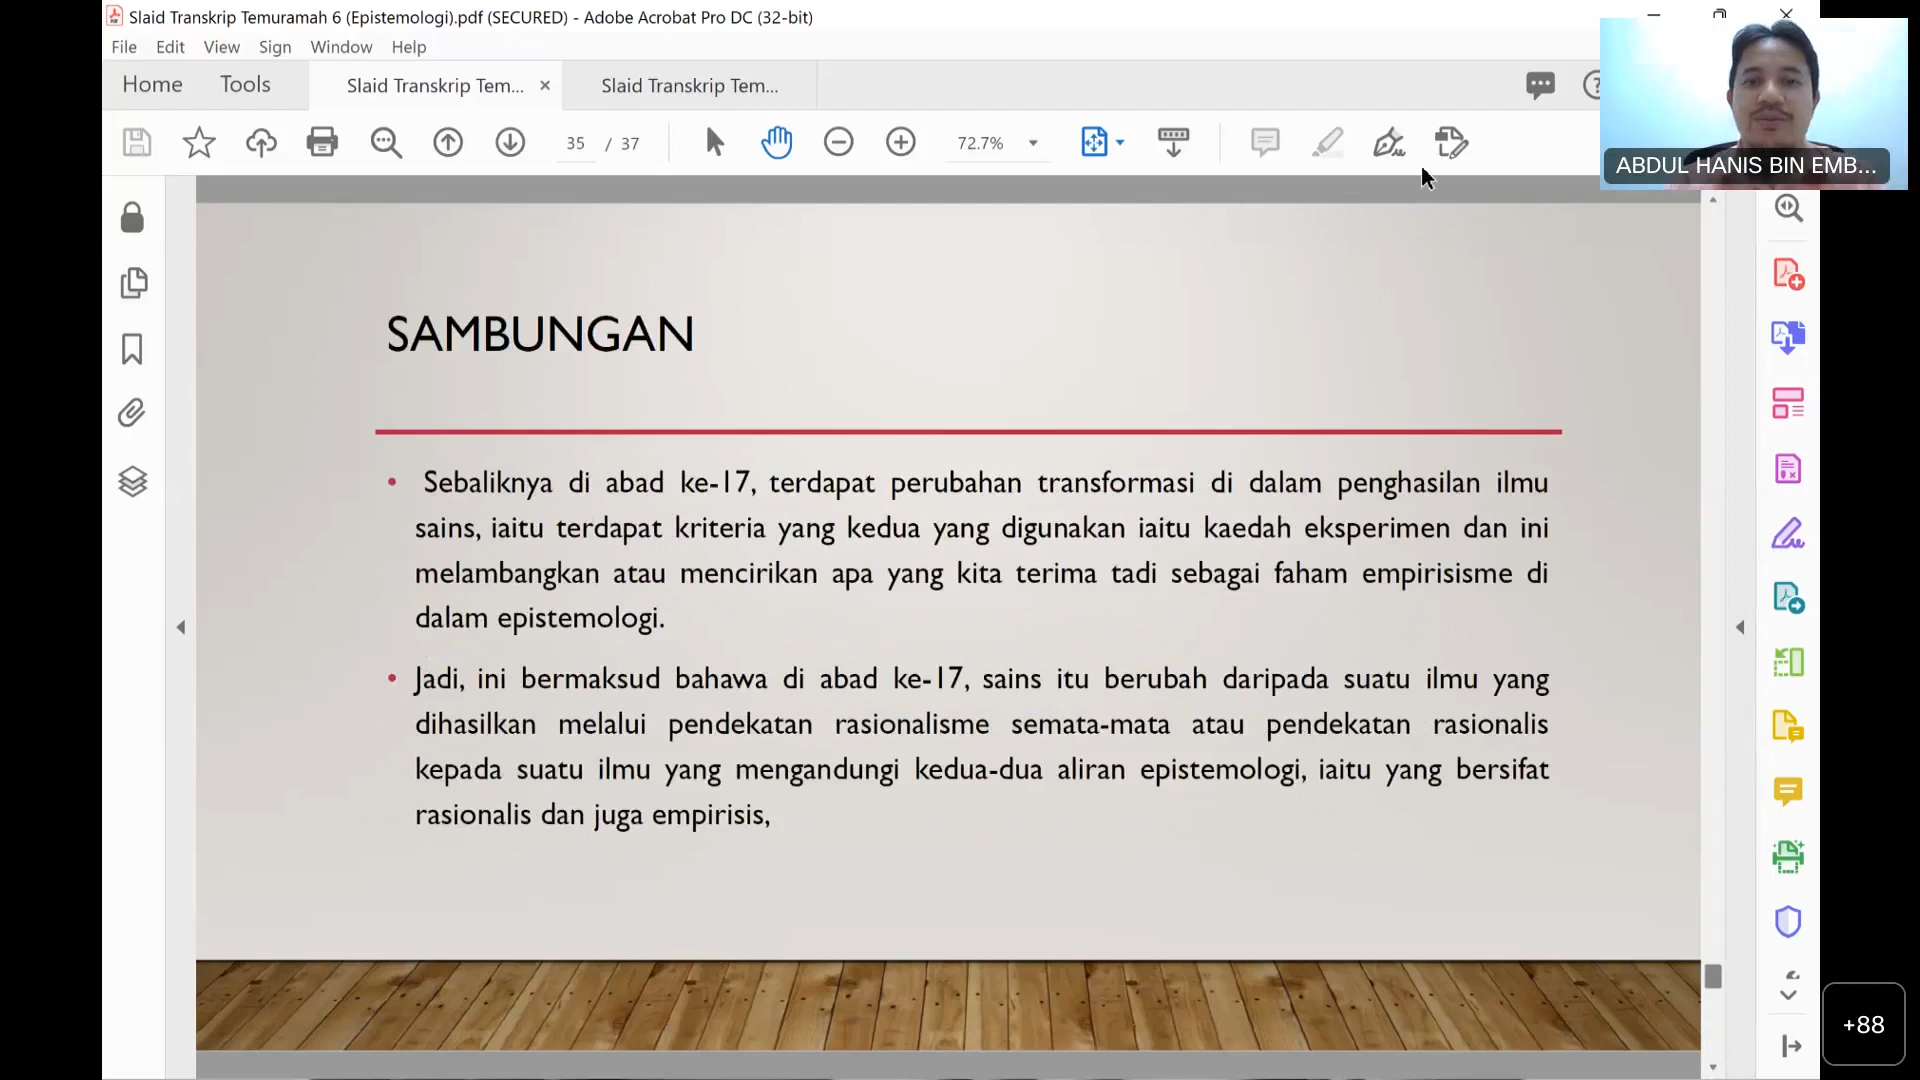 Slaid Transkrip Temuramah 6 (Epistemologi).pdf (SECURED) - Adobe Acrobat Pro DC (32-bit)
File Edit View Sign Window Help
Home Tools Slaid Transkrip Tem... × Slaid Transkrip Tem...
35 / 37 72.7%
ABDUL HANIS BIN EMB...
SAMBUNGAN
• Sebaliknya di abad ke-17, terdapat perubahan transformasi di dalam penghasilan ilmu
sains, iaitu terdapat kriteria yang kedua yang digunakan iaitu kaedah eksperimen dan ini
melambangkan atau mencirikan apa yang kita terima tadi sebagai faham empirisisme di
dalam epistemologi.
• Jadi, ini bermaksud bahawa di abad ke-17, sains itu berubah daripada suatu ilmu yang
dihasilkan melalui pendekatan rasionalisme semata-mata atau pendekatan rasionalis
kepada suatu ilmu yang mengandungi kedua-dua aliran epistemologi, iaitu yang bersifat
rasionalis dan juga empirisis,
+88